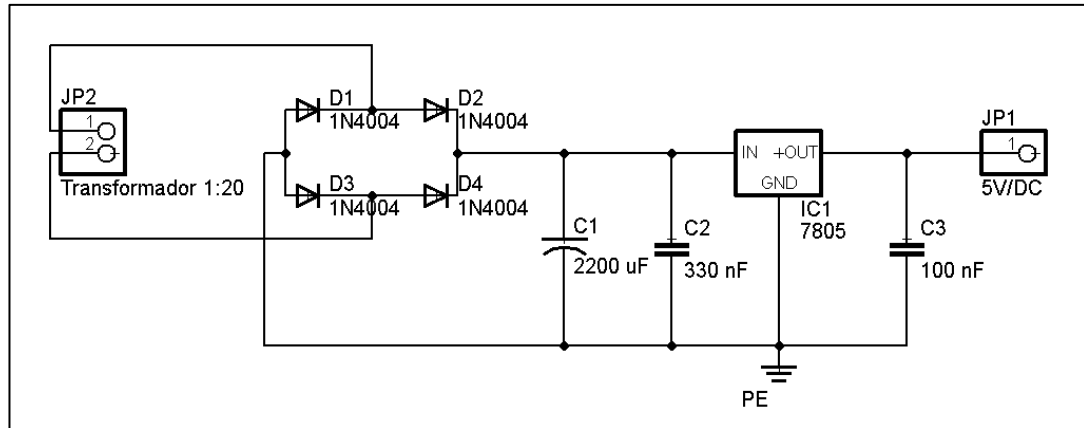 JP2
1
2
Transformador 1:20
D1
1N4004
D2
1N4004
D3
1N4004
D4
1N4004
C1
2200 uF
C2
330 nF
IN +OUT
GND
IC1
7805
C3
100 nF
JP1
1
5V/DC
PE